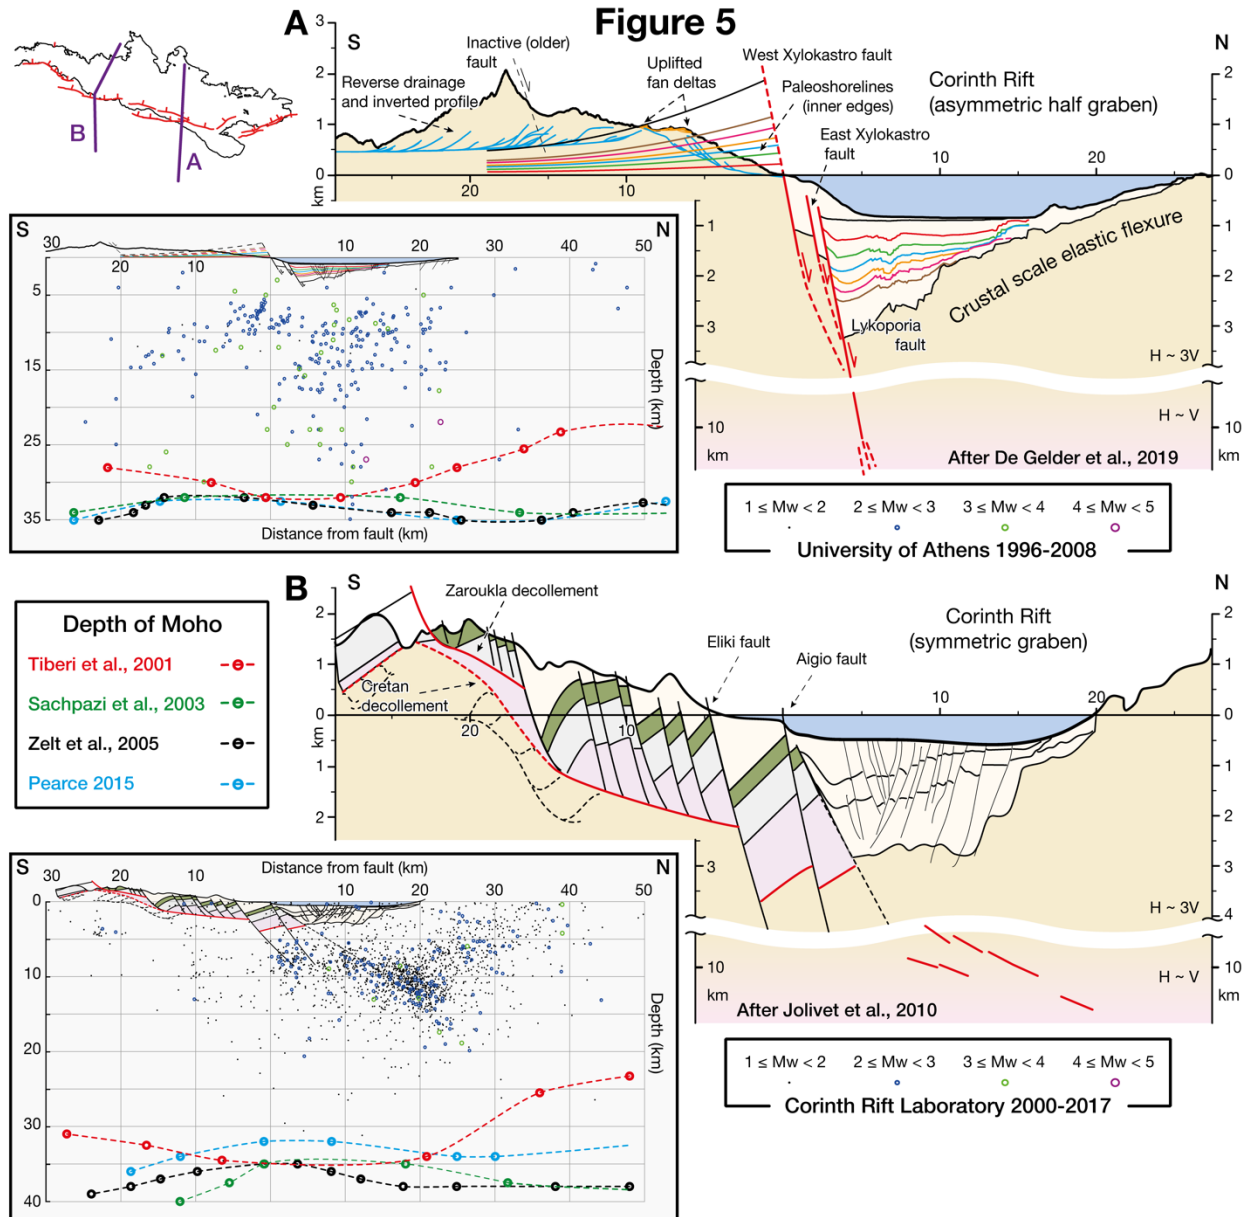 Figure 5
A
S
N
3
2
1
0
km
Inactive (older)
fault
Reverse drainage
and inverted profile
Uplifted
fan deltas
West Xylokastro fault
Paleoshorelines
(inner edges)
East Xylokastro
fault
Corinth Rift
(asymmetric half graben)
20
10
10
20
0
1
2
3
10
km
0
1
2
3
10
km
Crustal scale elastic flexure
Lykoporia
fault
H ~ 3V
H ~ V
After De Gelder et al., 2019
B
A
S
N
30
20
10
10
20
30
40
50
5
15
25
35
Depth (km)
Distance from fault (km)
1 ≤ Mw < 2
2 ≤ Mw < 3
3 ≤ Mw < 4
4 ≤ Mw < 5
University of Athens 1996-2008
Depth of Moho
Tiberi et al., 2001
Sachpazi et al., 2003
Zelt et al., 2005
Pearce 2015
B
S
N
2
1
0
km
1
2
Zaroukla decollement
Cretan
decollement
Eliki fault
Aigio fault
Corinth Rift
(symmetric graben)
20
10
10
20
3
10
km
2
1
0
1
2
3
4
10
km
H ~ 3V
H ~ V
After Jolivet et al., 2010
S
Distance from fault (km)
N
30
20
10
10
20
30
40
50
0
10
20
30
40
Depth (km)
1 ≤ Mw < 2
2 ≤ Mw < 3
3 ≤ Mw < 4
4 ≤ Mw < 5
Corinth Rift Laboratory 2000-2017